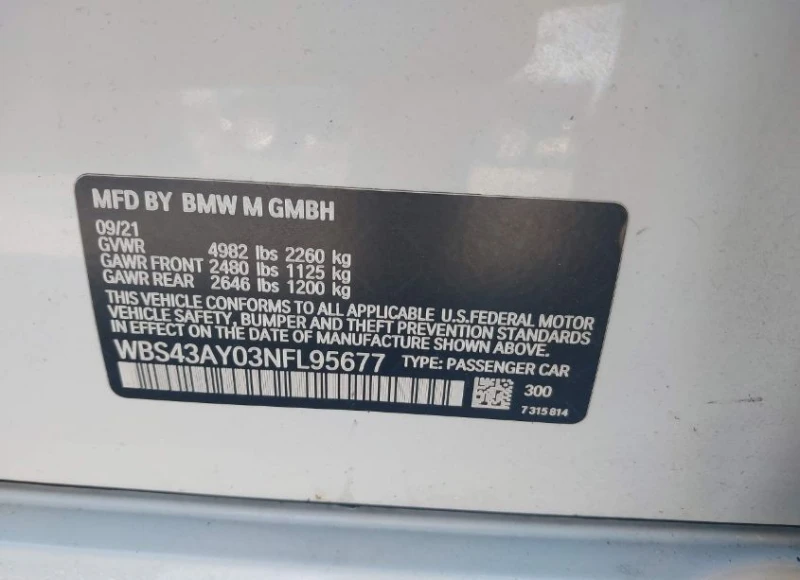 MFD BY BMW M GMBH
09/21
GVWR 4982 lbs 2260 kg
GAWR FRONT 2480 lbs 1125 kg
GAWR REAR 2646 lbs 1200 kg
THIS VEHICLE CONFORMS TO ALL APPLICABLE U.S.FEDERAL MOTOR
VEHICLE SAFETY, BUMPER AND THEFT PREVENTION STANDARDS
IN EFFECT ON THE DATE OF MANUFACTURE SHOWN ABOVE.
WBS43AY03NFL95677 TYPE: PASSENGER CAR
300
7 315 814